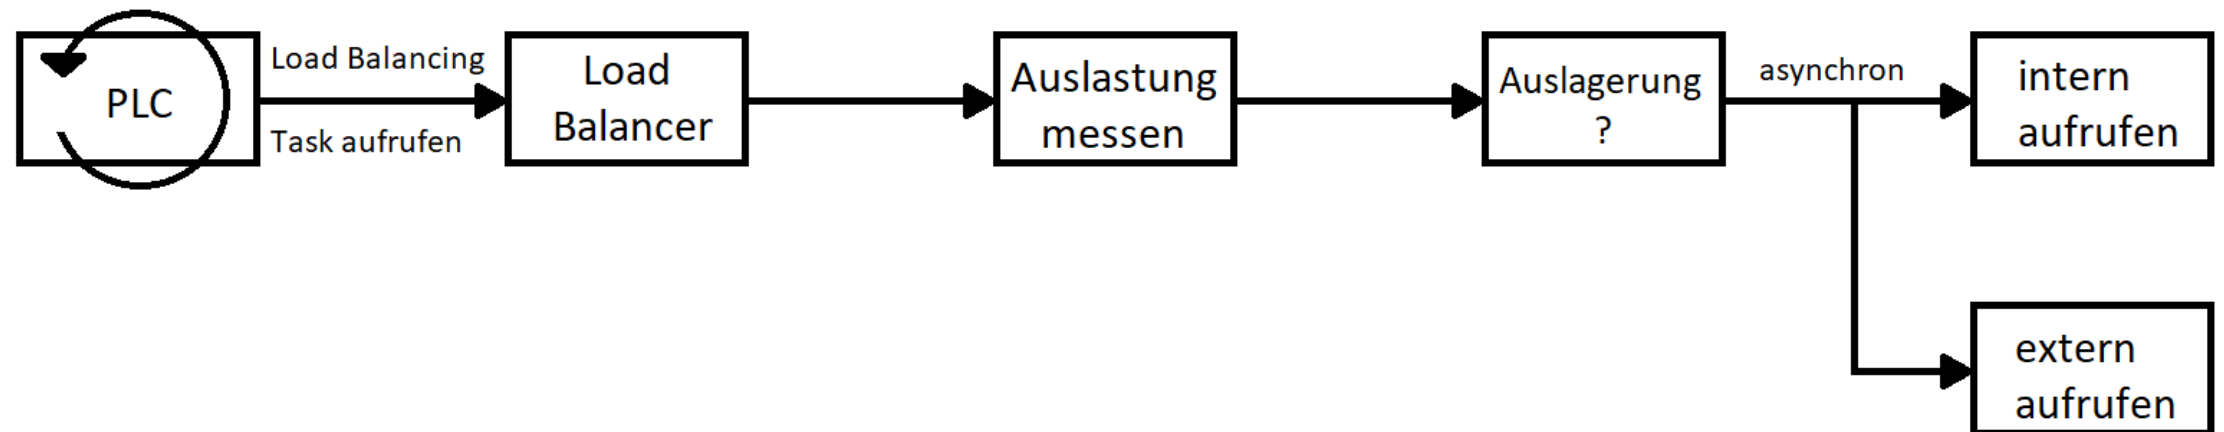 PLC
Load Balancing
Task aufrufen
Load
Balancer
Auslastung
messen
Auslagerung
?
asynchron
intern
aufrufen
extern
aufrufen